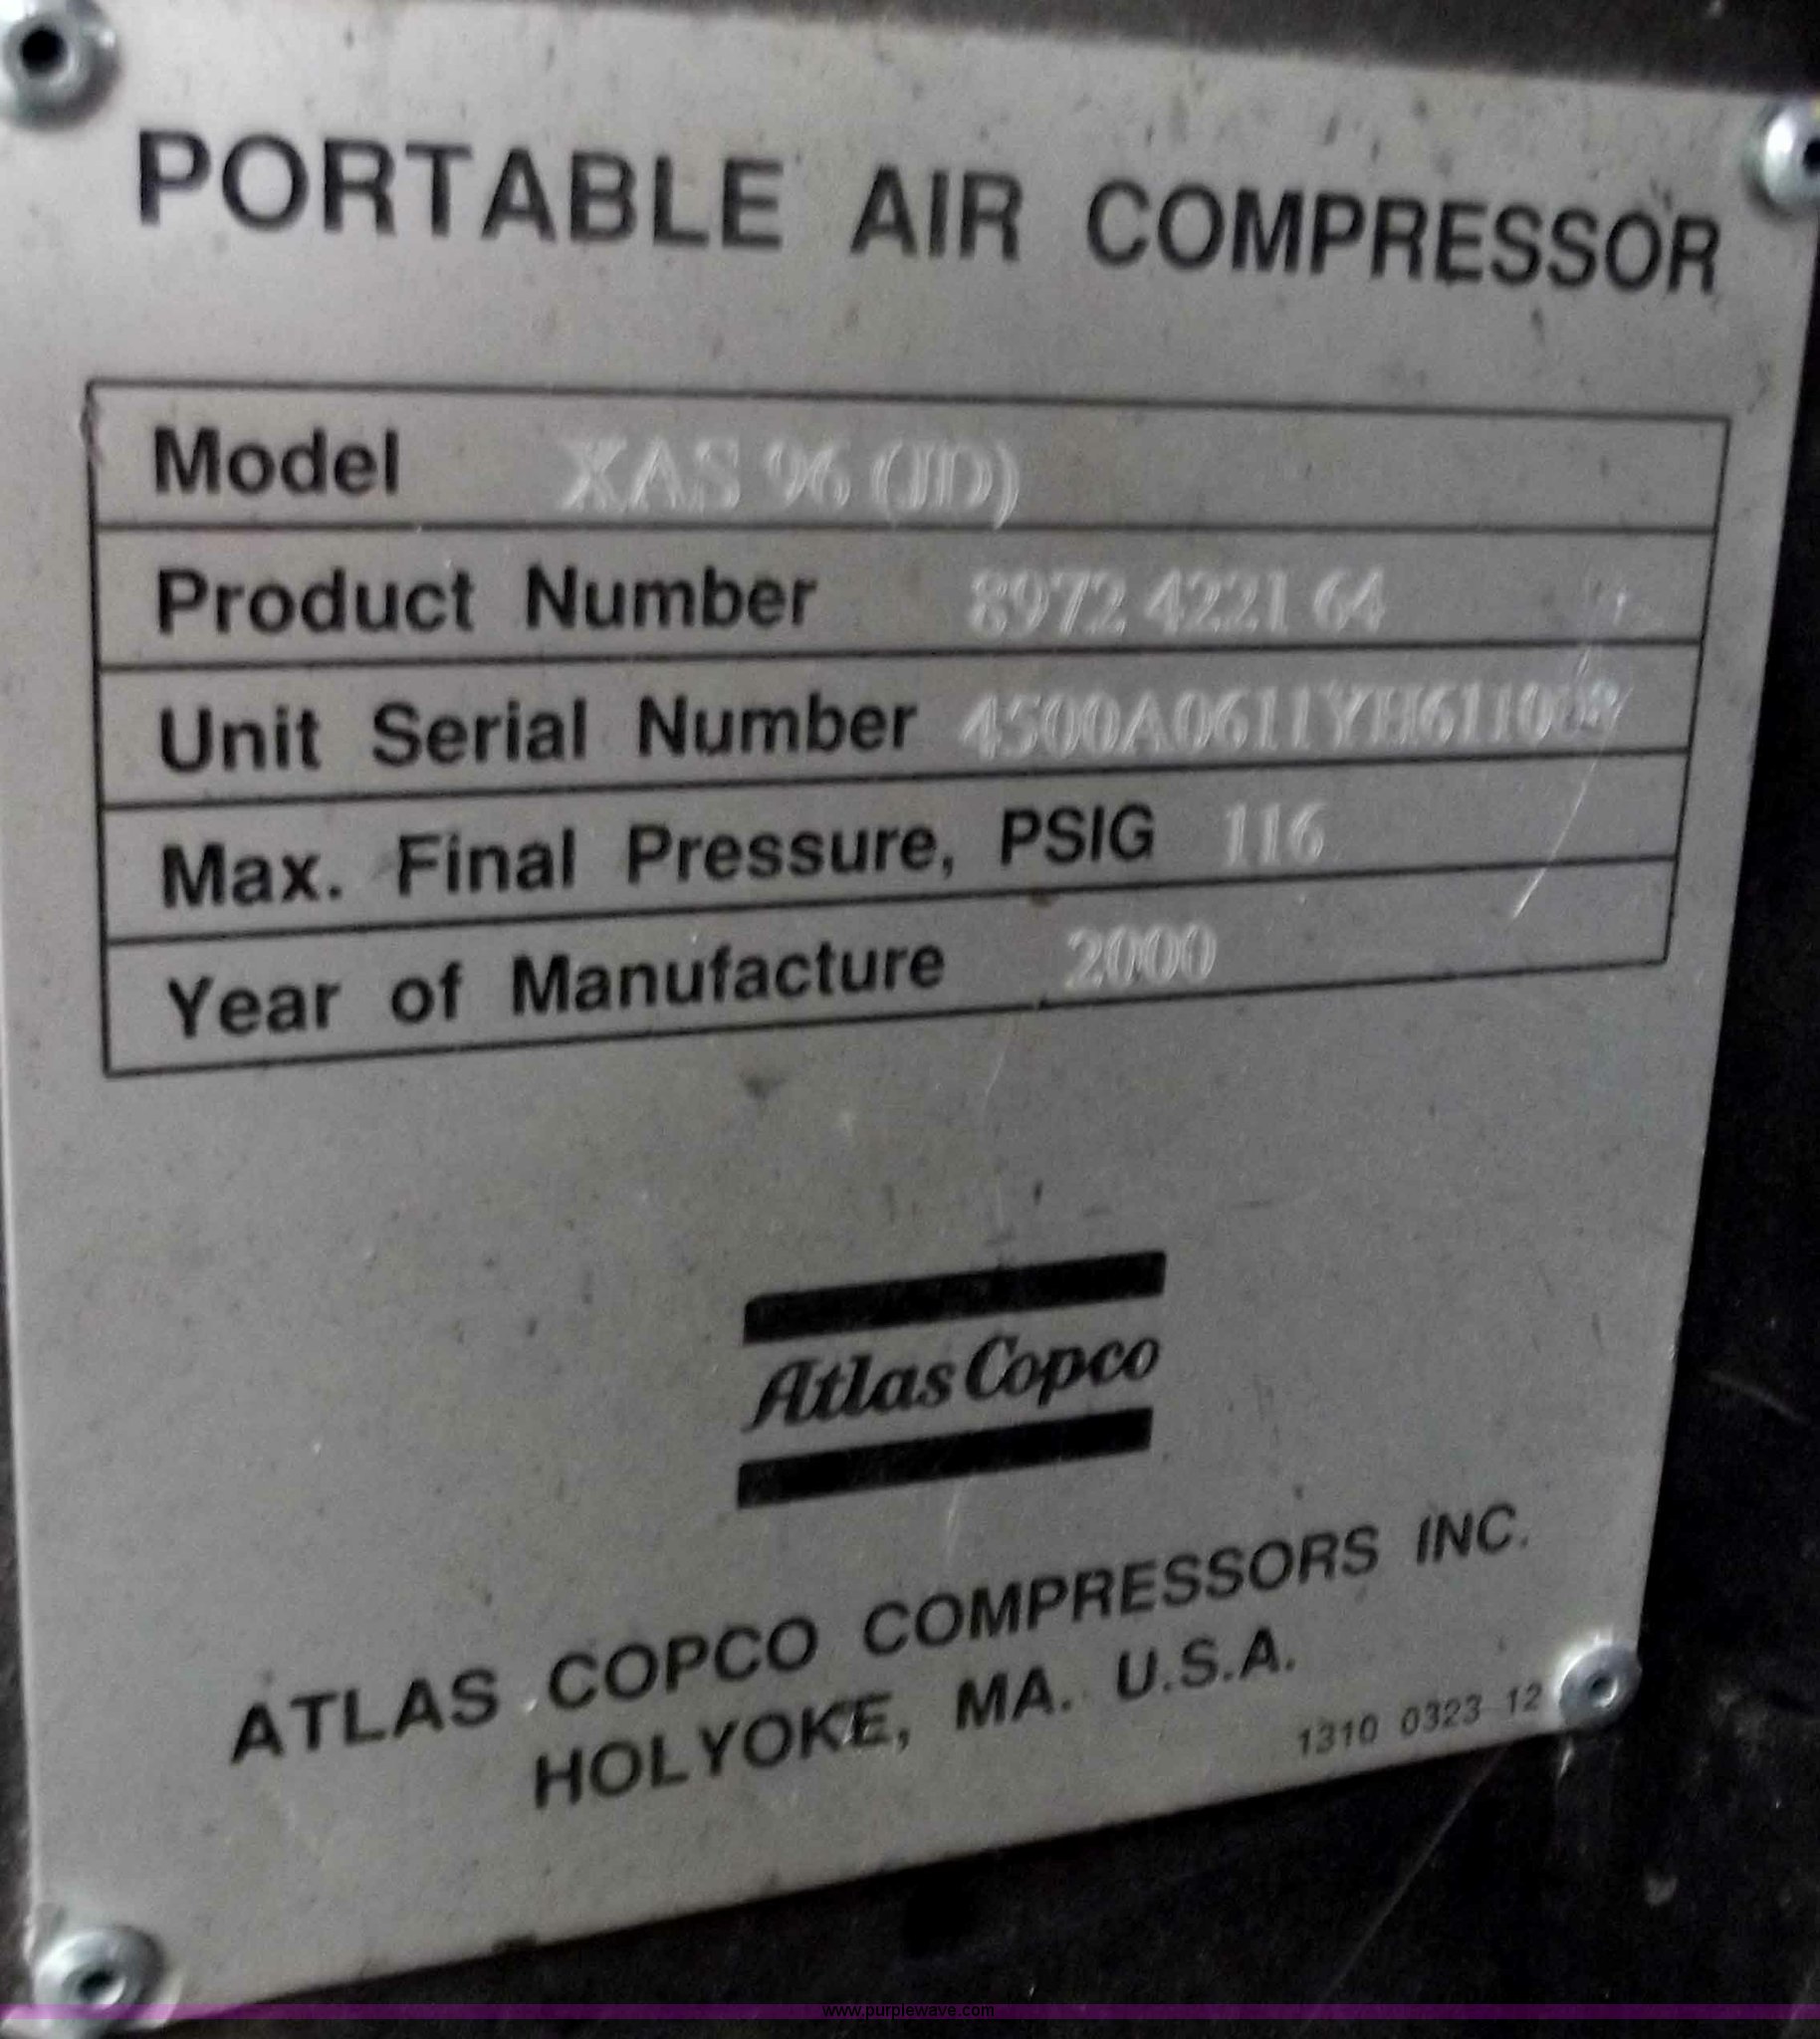 PORTABLE AIR COMPRESSOR
Model XAS 96 (JD)
Product Number 8972 4221 64
Unit Serial Number
Max. Final Pressure, PSIG 116
Year of Manufacture 2000
Atlas Copco
ATLAS COPCO COMPRESSORS INC.
HOLYOKE, MA. U.S.A.
1310 0323 12
www.purplewave.com